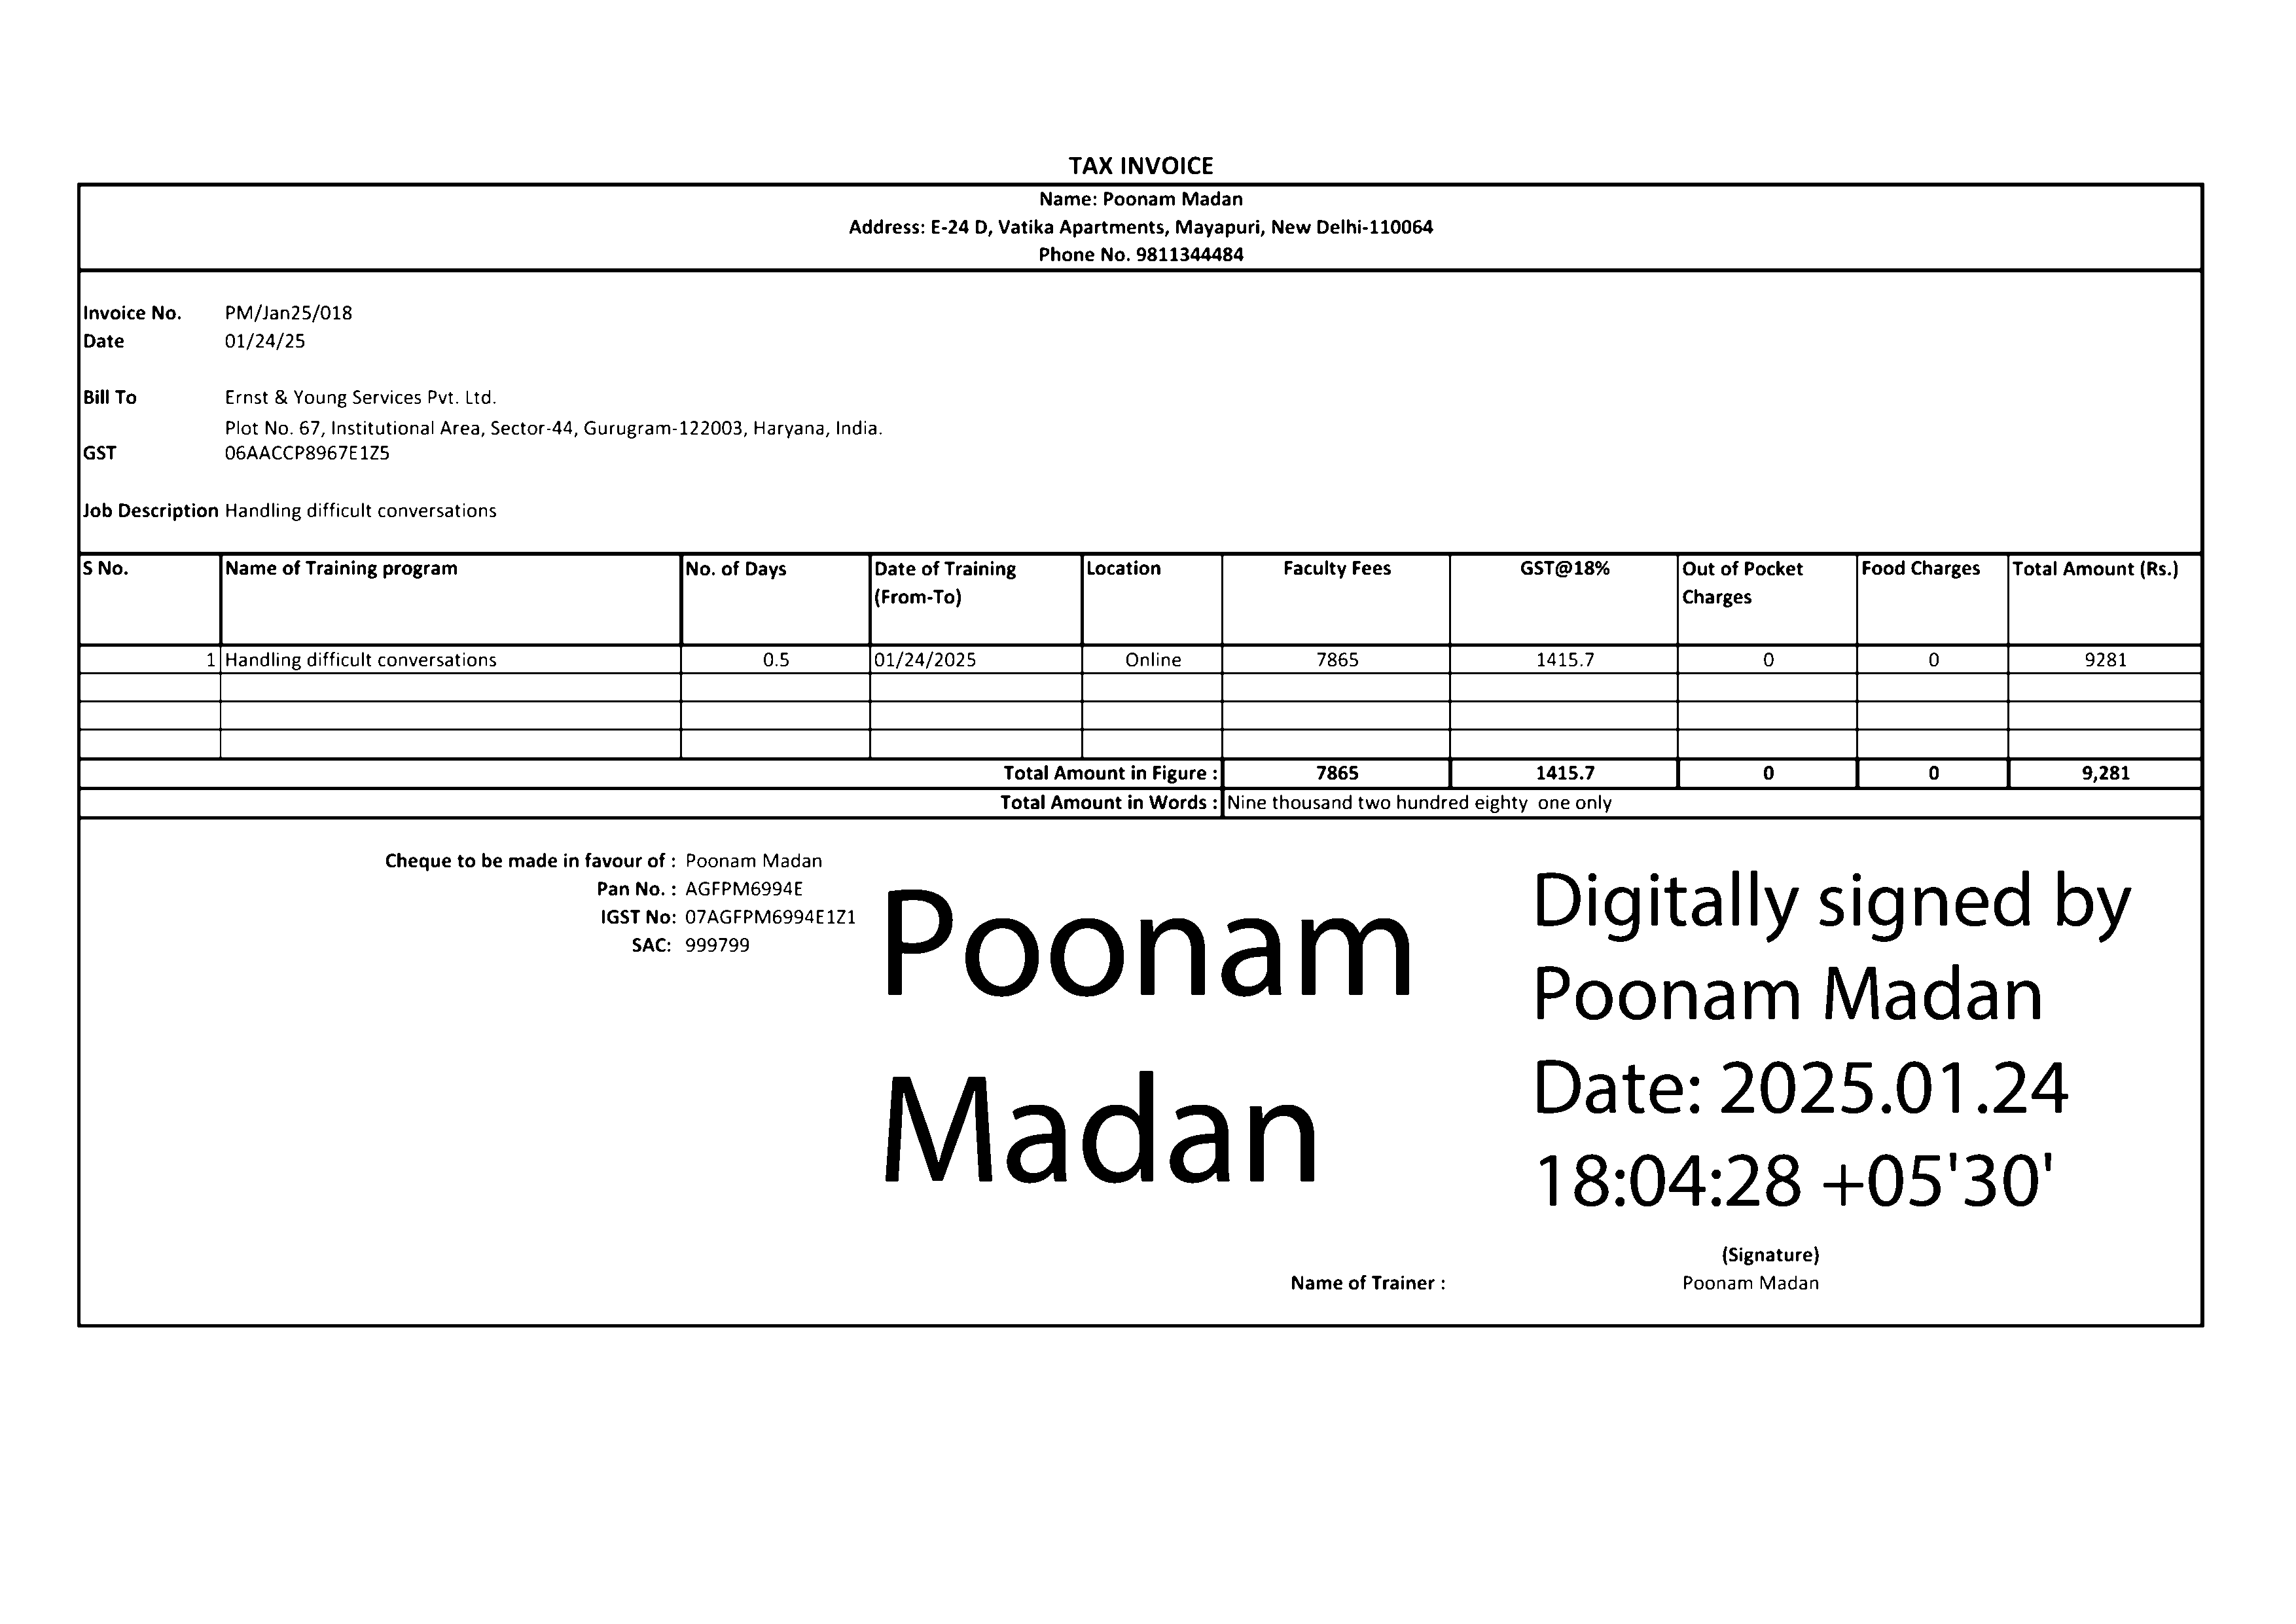 TAX INVOICE
Name: Poonam Madan
Address: E-24 D, Vatika Apartments, Mayapuri, New Delhi-110064
Phone No. 9811344484
Invoice No. PM/Jan25/018
Date 01/24/25
Bill To Ernst & Young Services Pvt. Ltd.
Plot No. 67, Institutional Area, Sector-44, Gurugram-122003, Haryana, India.
GST 06AACCP8967E1Z5
Job Description Handling difficult conversations
S No. Name of Training program No. of Days Date of Training (From-To) Location Faculty Fees GST@18% Out of Pocket Charges Food Charges Total Amount (Rs.)
1 Handling difficult conversations 0.5 01/24/2025 Online 7865 1415.7 0 0 9281
Total Amount in Figure : 7865 1415.7 0 0 9,281
Total Amount in Words : Nine thousand two hundred eighty one only
Cheque to be made in favour of : Poonam Madan
Pan No. : AGFPM6994E
IGST No: 07AGFPM6994E1Z1
SAC: 999799
Poonam
Madan
Digitally signed by
Poonam Madan
Date: 2025.01.24
18:04:28 +05'30'
(Signature)
Name of Trainer : Poonam Madan